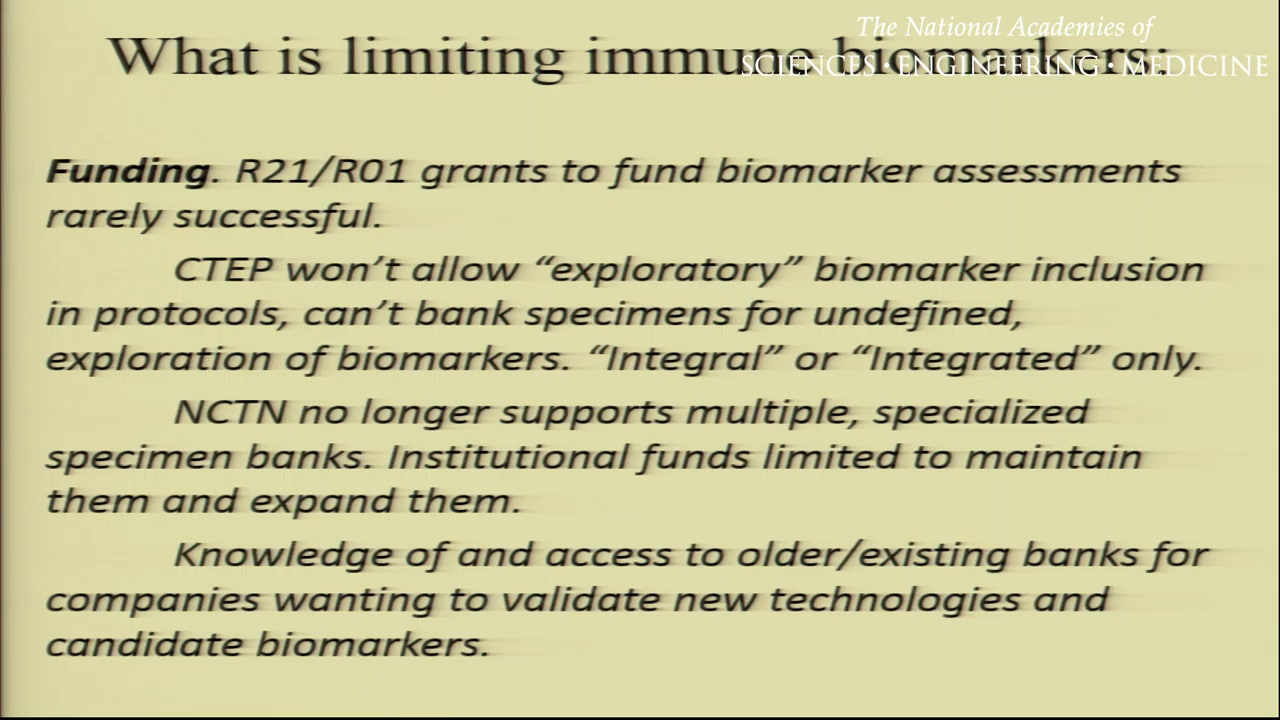 The National Academies of
SCIENCES • ENGINEERING • MEDICINE
What is limiting immune biomarkers:
Funding. R21/R01 grants to fund biomarker assessments
rarely successful.
CTEP won't allow “exploratory” biomarker inclusion
in protocols, can't bank specimens for undefined,
exploration of biomarkers. “Integral” or “Integrated” only.
NCTN no longer supports multiple, specialized
specimen banks. Institutional funds limited to maintain
them and expand them.
Knowledge of and access to older/existing banks for
companies wanting to validate new technologies and
candidate biomarkers.